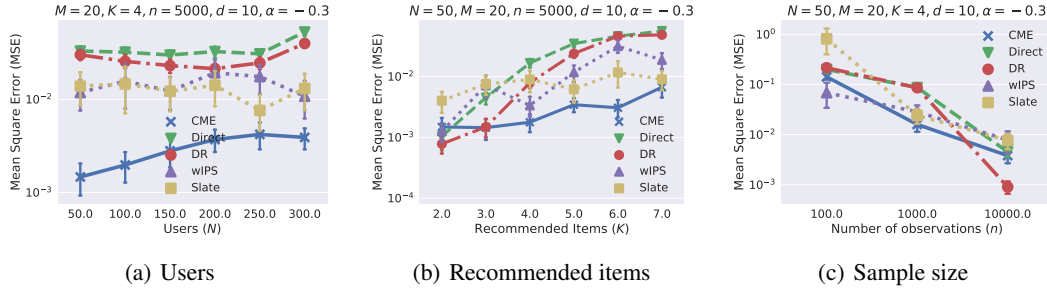 M = 20, K = 4, n = 5000, d = 10, α = −0.3
Mean Square Error (MSE)
10⁻²
10⁻³
CME
Direct
DR
wIPS
Slate
50.0 100.0 150.0 200.0 250.0 300.0
Users (N)
(a) Users
N = 50, M = 20, n = 5000, d = 10, α = −0.3
Mean Square Error (MSE)
10⁻²
10⁻³
10⁻⁴
CME
Direct
DR
wIPS
Slate
2.0 3.0 4.0 5.0 6.0 7.0
Recommended Items (K)
(b) Recommended items
N = 50, M = 20, K = 4, d = 10, α = −0.3
Mean Square Error (MSE)
10⁰
10⁻¹
10⁻²
10⁻³
CME
Direct
DR
wIPS
Slate
100.0 1000.0 10000.0
Number of observations (n)
(c) Sample size